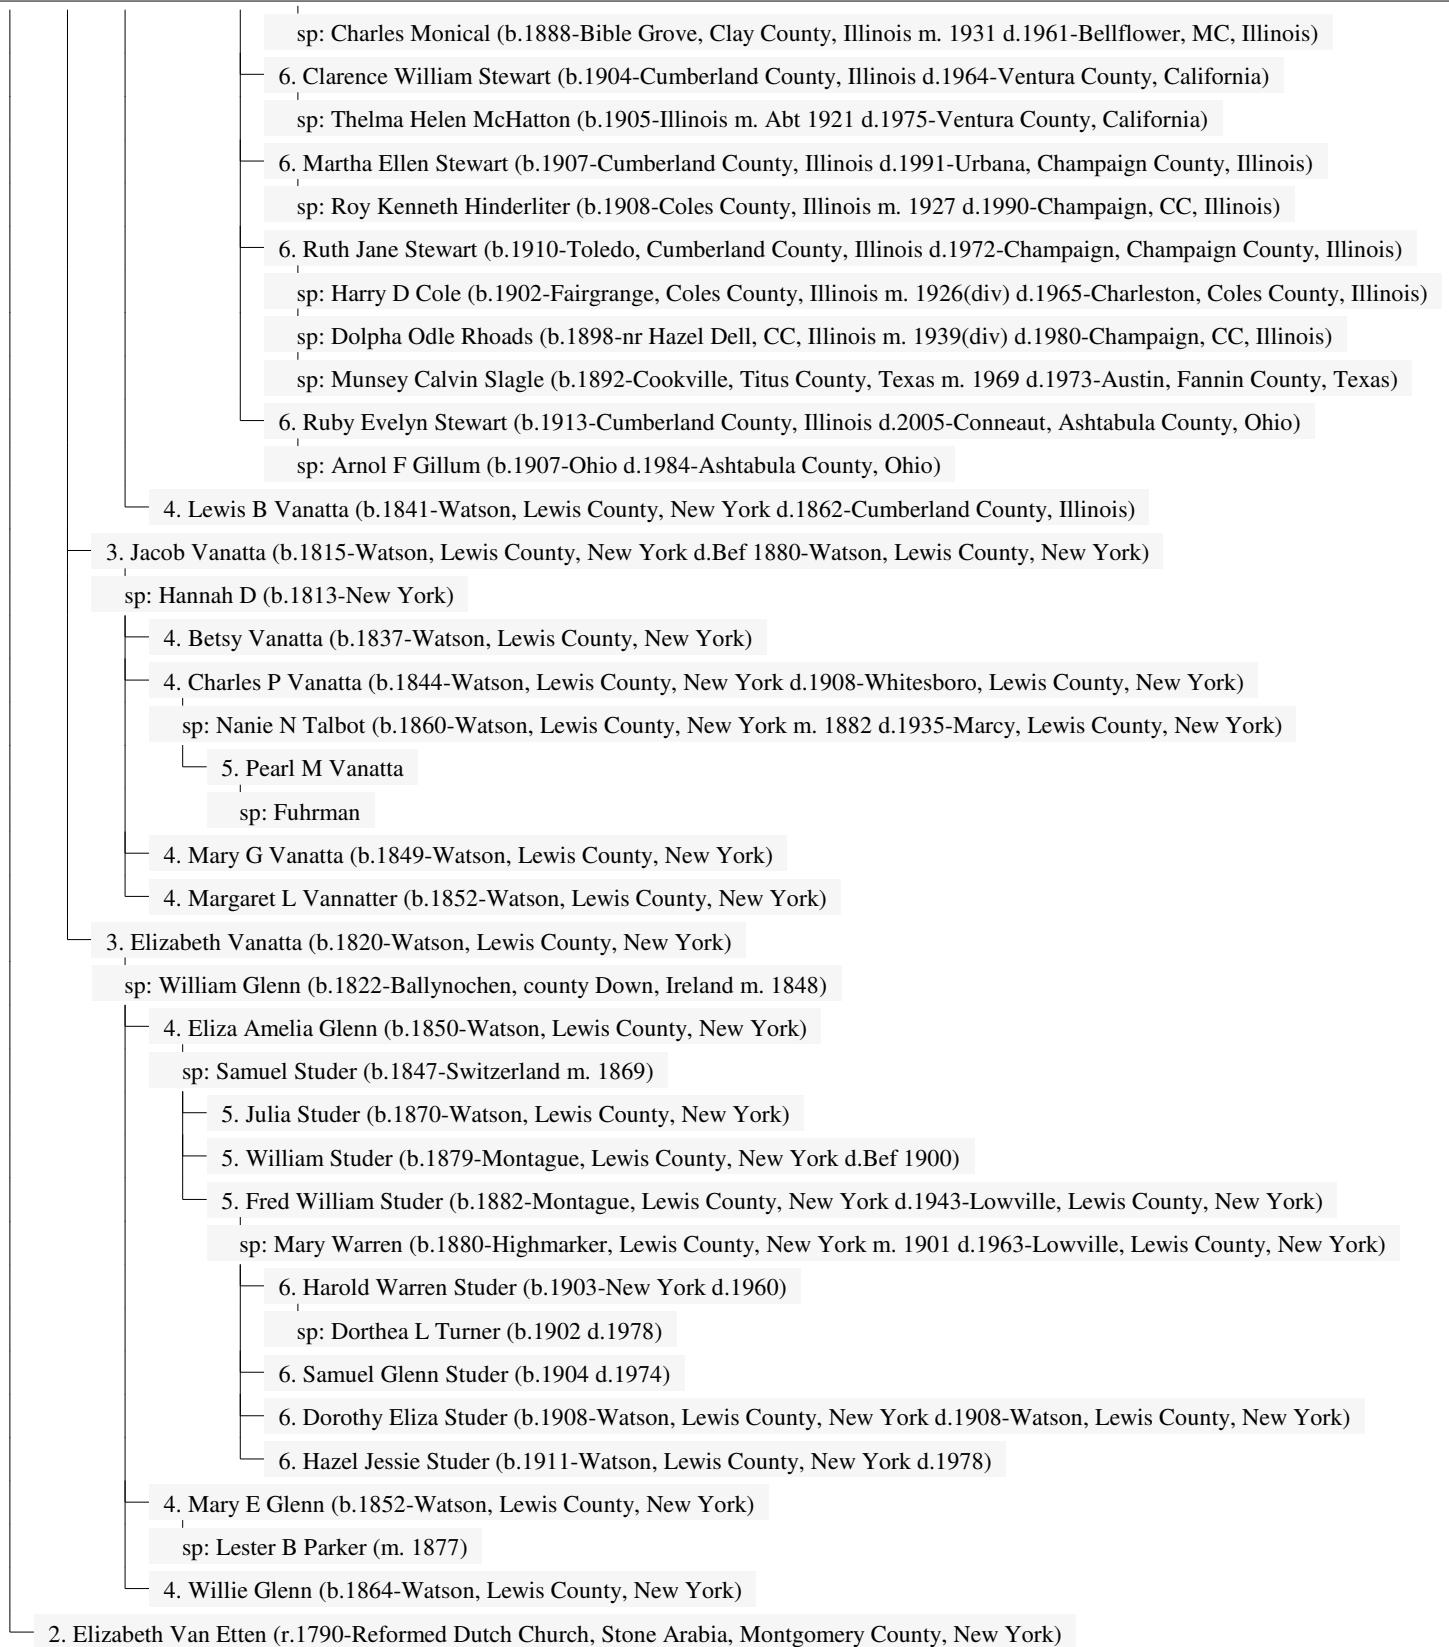 sp: Charles Monical (b.1888-Bible Grove, Clay County, Illinois m. 1931 d.1961-Bellflower, MC, Illinois)
6. Clarence William Stewart (b.1904-Cumberland County, Illinois d.1964-Ventura County, California)
sp: Thelma Helen McHatton (b.1905-Illinois m. Abt 1921 d.1975-Ventura County, California)
6. Martha Ellen Stewart (b.1907-Cumberland County, Illinois d.1991-Urbana, Champaign County, Illinois)
sp: Roy Kenneth Hinderliter (b.1908-Coles County, Illinois m. 1927 d.1990-Champaign, CC, Illinois)
6. Ruth Jane Stewart (b.1910-Toledo, Cumberland County, Illinois d.1972-Champaign, Champaign County, Illinois)
sp: Harry D Cole (b.1902-Fairgrange, Coles County, Illinois m. 1926(div) d.1965-Charleston, Coles County, Illinois)
sp: Dolpha Odle Rhoads (b.1898-nr Hazel Dell, CC, Illinois m. 1939(div) d.1980-Champaign, CC, Illinois)
sp: Munsey Calvin Slagle (b.1892-Cookville, Titus County, Texas m. 1969 d.1973-Austin, Fannin County, Texas)
6. Ruby Evelyn Stewart (b.1913-Cumberland County, Illinois d.2005-Conneaut, Ashtabula County, Ohio)
sp: Arnol F Gillum (b.1907-Ohio d.1984-Ashtabula County, Ohio)
4. Lewis B Vanatta (b.1841-Watson, Lewis County, New York d.1862-Cumberland County, Illinois)
3. Jacob Vanatta (b.1815-Watson, Lewis County, New York d.Bef 1880-Watson, Lewis County, New York)
sp: Hannah D (b.1813-New York)
4. Betsy Vanatta (b.1837-Watson, Lewis County, New York)
4. Charles P Vanatta (b.1844-Watson, Lewis County, New York d.1908-Whitesboro, Lewis County, New York)
sp: Nanie N Talbot (b.1860-Watson, Lewis County, New York m. 1882 d.1935-Marcy, Lewis County, New York)
5. Pearl M Vanatta
sp: Fuhrman
4. Mary G Vanatta (b.1849-Watson, Lewis County, New York)
4. Margaret L Vannatter (b.1852-Watson, Lewis County, New York)
3. Elizabeth Vanatta (b.1820-Watson, Lewis County, New York)
sp: William Glenn (b.1822-Ballynochen, county Down, Ireland m. 1848)
4. Eliza Amelia Glenn (b.1850-Watson, Lewis County, New York)
sp: Samuel Studer (b.1847-Switzerland m. 1869)
5. Julia Studer (b.1870-Watson, Lewis County, New York)
5. William Studer (b.1879-Montague, Lewis County, New York d.Bef 1900)
5. Fred William Studer (b.1882-Montague, Lewis County, New York d.1943-Lowville, Lewis County, New York)
sp: Mary Warren (b.1880-Highmarker, Lewis County, New York m. 1901 d.1963-Lowville, Lewis County, New York)
6. Harold Warren Studer (b.1903-New York d.1960)
sp: Dorthea L Turner (b.1902 d.1978)
6. Samuel Glenn Studer (b.1904 d.1974)
6. Dorothy Eliza Studer (b.1908-Watson, Lewis County, New York d.1908-Watson, Lewis County, New York)
6. Hazel Jessie Studer (b.1911-Watson, Lewis County, New York d.1978)
4. Mary E Glenn (b.1852-Watson, Lewis County, New York)
sp: Lester B Parker (m. 1877)
4. Willie Glenn (b.1864-Watson, Lewis County, New York)
2. Elizabeth Van Etten (r.1790-Reformed Dutch Church, Stone Arabia, Montgomery County, New York)